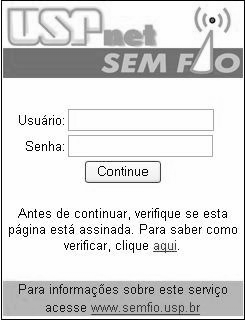 USPnet
SEM FIO
Usuário:
Senha:
Continue
Antes de continuar, verifique se esta
página está assinada. Para saber como
verificar, clique aqui.
Para informações sobre este serviço
acesse www.semfio.usp.br